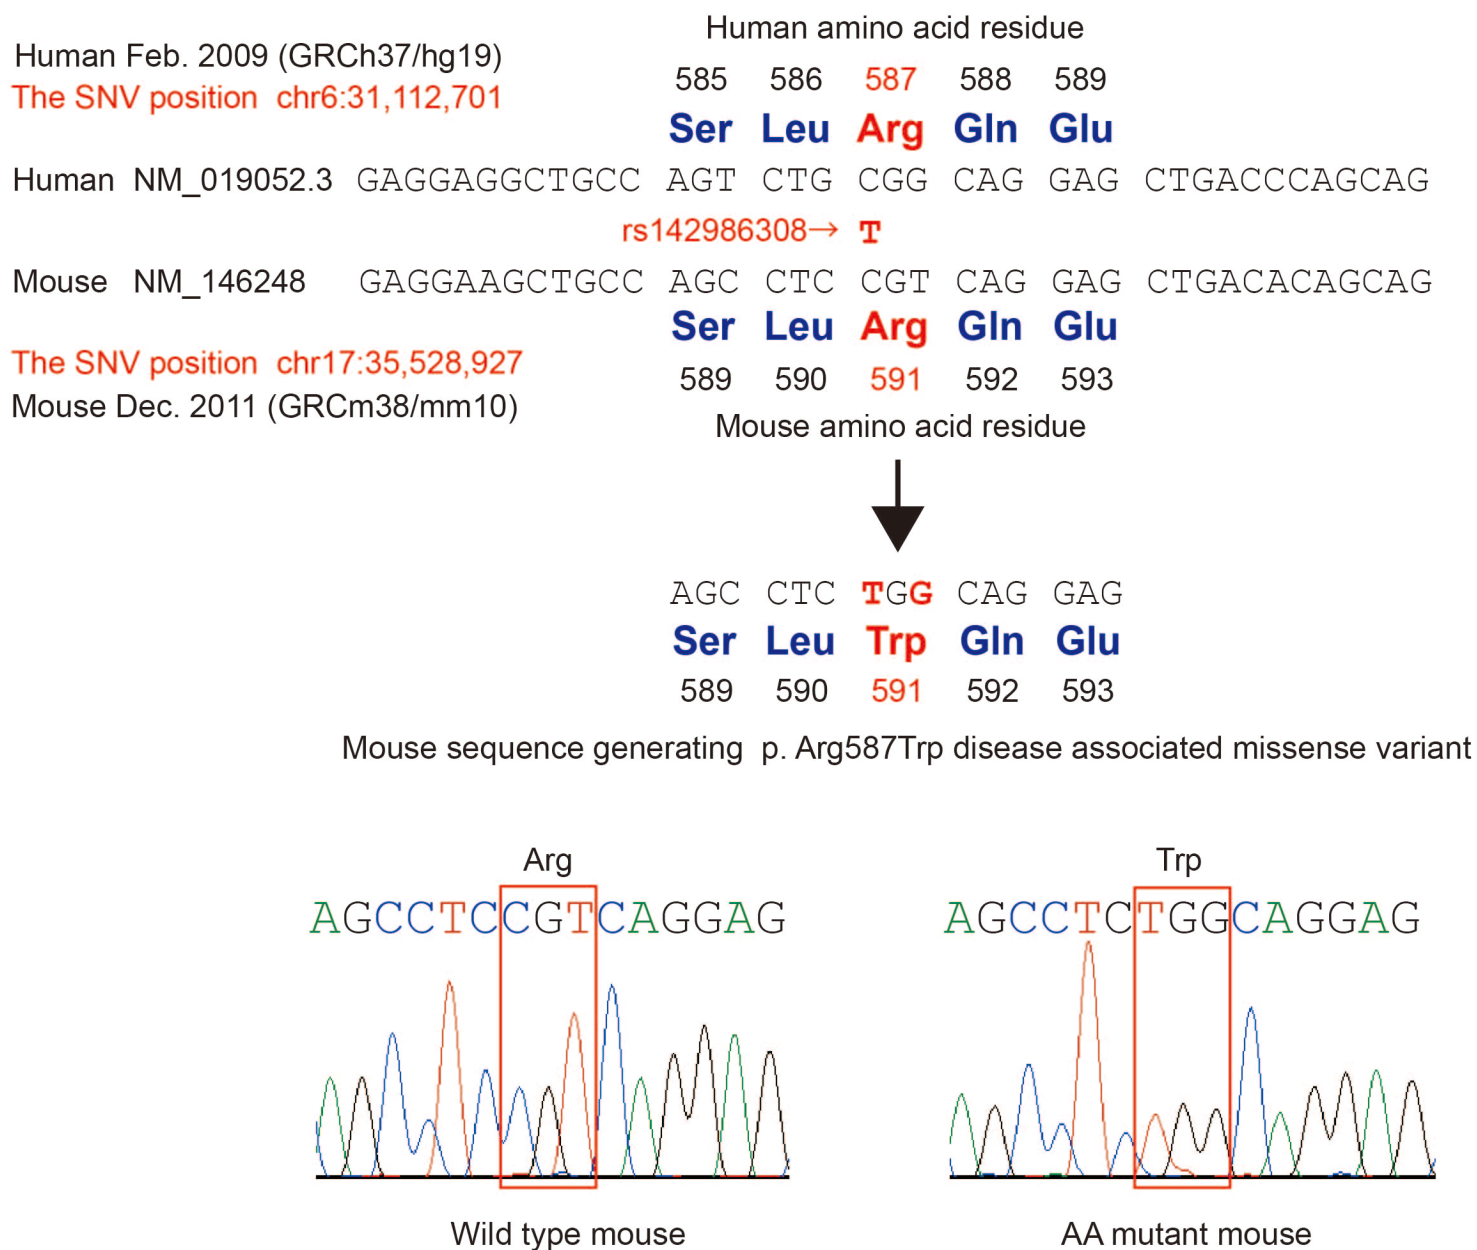 Human amino acid residue
Human Feb. 2009 (GRCh37/hg19)
585 586 587 588 589
The SNV position chr6:31,112,701
Ser Leu Arg Gln Glu
Human NM_019052.3 GAGGAGGCTGCC AGT CTG CGG CAG GAG CTGACCCAGCAG
rs142986308→ T
Mouse NM_146248 GAGGAAGCTGCC AGC CTC CGT CAG GAG CTGACACAGCAG
Ser Leu Arg Gln Glu
The SNV position chr17:35,528,927
589 590 591 592 593
Mouse Dec. 2011 (GRCm38/mm10)
Mouse amino acid residue
AGC CTC TGG CAG GAG
Ser Leu Trp Gln Glu
589 590 591 592 593
Mouse sequence generating p. Arg587Trp disease associated missense variant
Arg Trp
AGCCTCCGTCAGGAG AGCCTCTGGCAGGAG
Wild type mouse AA mutant mouse